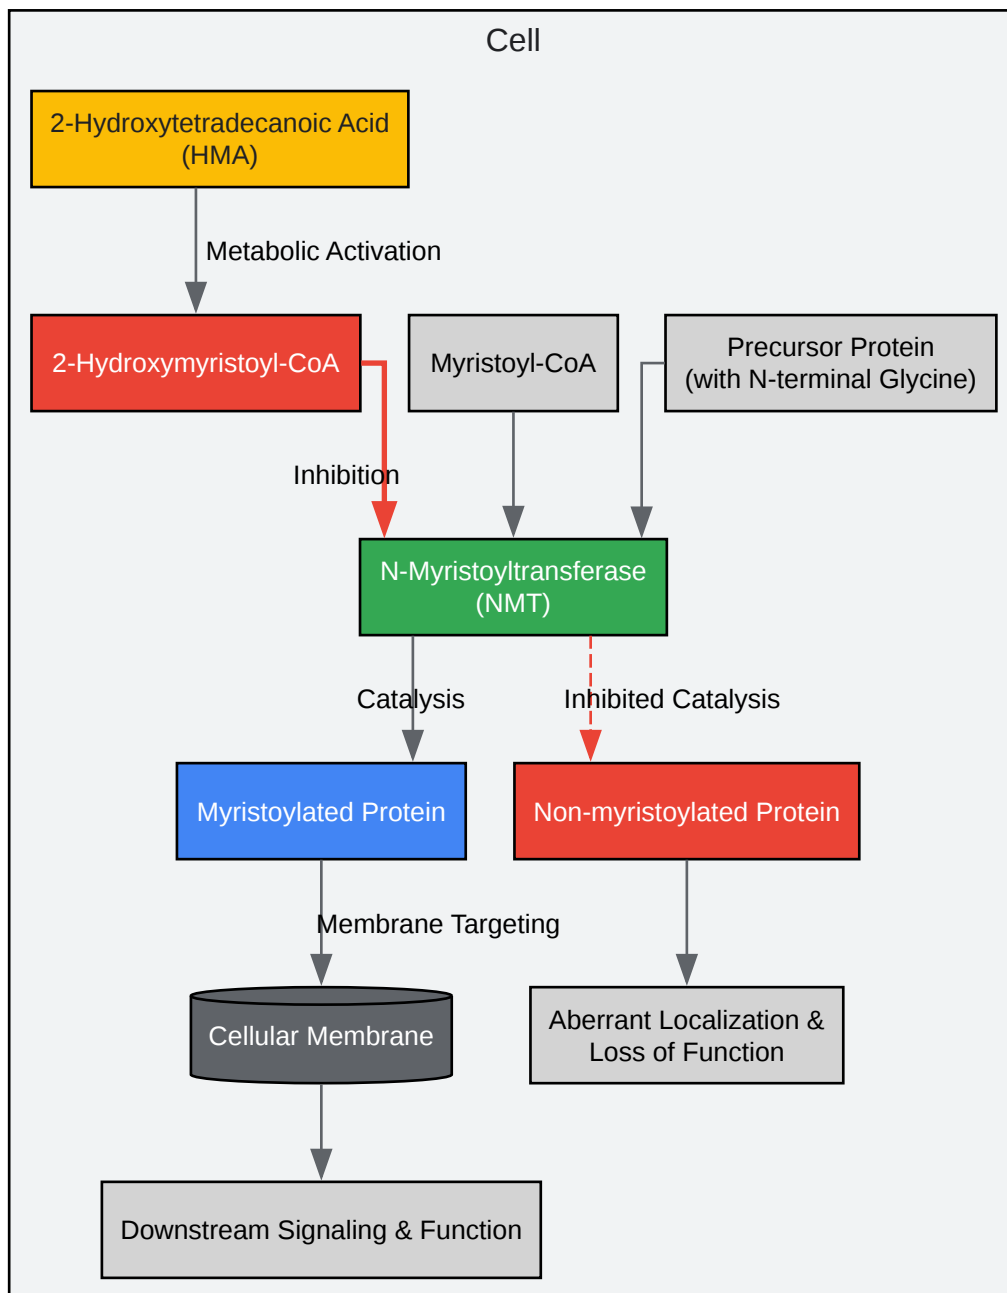 Cell
2-Hydroxytetradecanoic Acid
(HMA)
Metabolic Activation
2-Hydroxymyristoyl-CoA
Myristoyl-CoA
Precursor Protein
(with N-terminal Glycine)
Inhibition
N-Myristoyltransferase
(NMT)
Catalysis
Inhibited Catalysis
Myristoylated Protein
Non-myristoylated Protein
Membrane Targeting
Cellular Membrane
Aberrant Localization &
Loss of Function
Downstream Signaling & Function